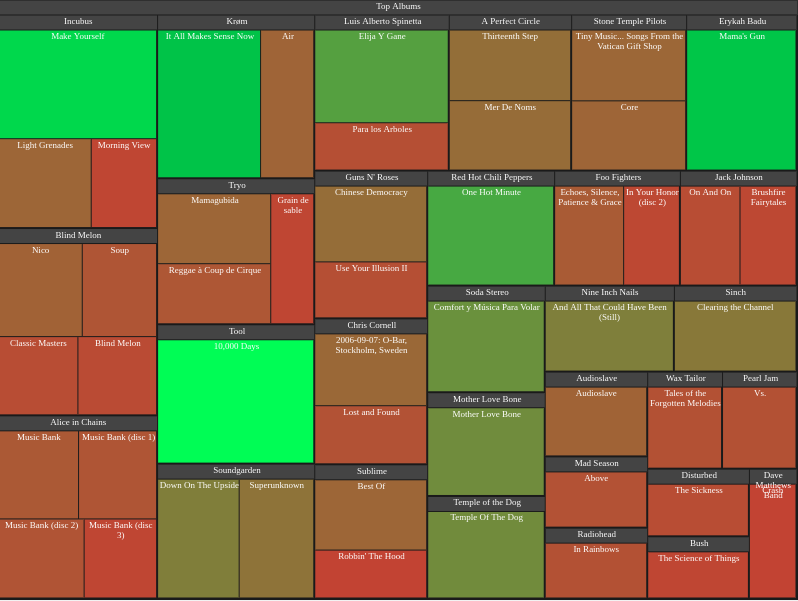 Top Albums
Incubus
Make Yourself
Light Grenades
Morning View
Blind Melon
Nico
Soup
Classic Masters
Blind Melon
Alice in Chains
Music Bank
Music Bank (disc 1)
Music Bank (disc 2)
Music Bank (disc
3)
Krøm
It All Makes Sense Now
Air
Tryo
Mamagubida
Grain de
sable
Reggae à Coup de Cirque
Tool
10,000 Days
Soundgarden
Down On The Upside
Superunknown
Luis Alberto Spinetta
Elija Y Gane
Para los Arboles
A Perfect Circle
Thirteenth Step
Mer De Noms
Stone Temple Pilots
Tiny Music... Songs From the
Vatican Gift Shop
Core
Erykah Badu
Mama's Gun
Guns N' Roses
Chinese Democracy
Use Your Illusion II
Chris Cornell
2006-09-07: O-Bar,
Stockholm, Sweden
Lost and Found
Sublime
Best Of
Robbin' The Hood
Red Hot Chili Peppers
One Hot Minute
Foo Fighters
Echoes, Silence,
Patience & Grace
In Your Honor
(disc 2)
Jack Johnson
On And On
Brushfire
Fairytales
Soda Stereo
Comfort y Música Para Volar
Mother Love Bone
Mother Love Bone
Temple of the Dog
Temple Of The Dog
Nine Inch Nails
And All That Could Have Been
(Still)
Sinch
Clearing the Channel
Audioslave
Audioslave
Mad Season
Above
Radiohead
In Rainbows
Wax Tailor
Tales of the
Forgotten Melodies
Pearl Jam
Vs.
Disturbed
The Sickness
Bush
The Science of Things
Dave
Matthews
Band
Crash